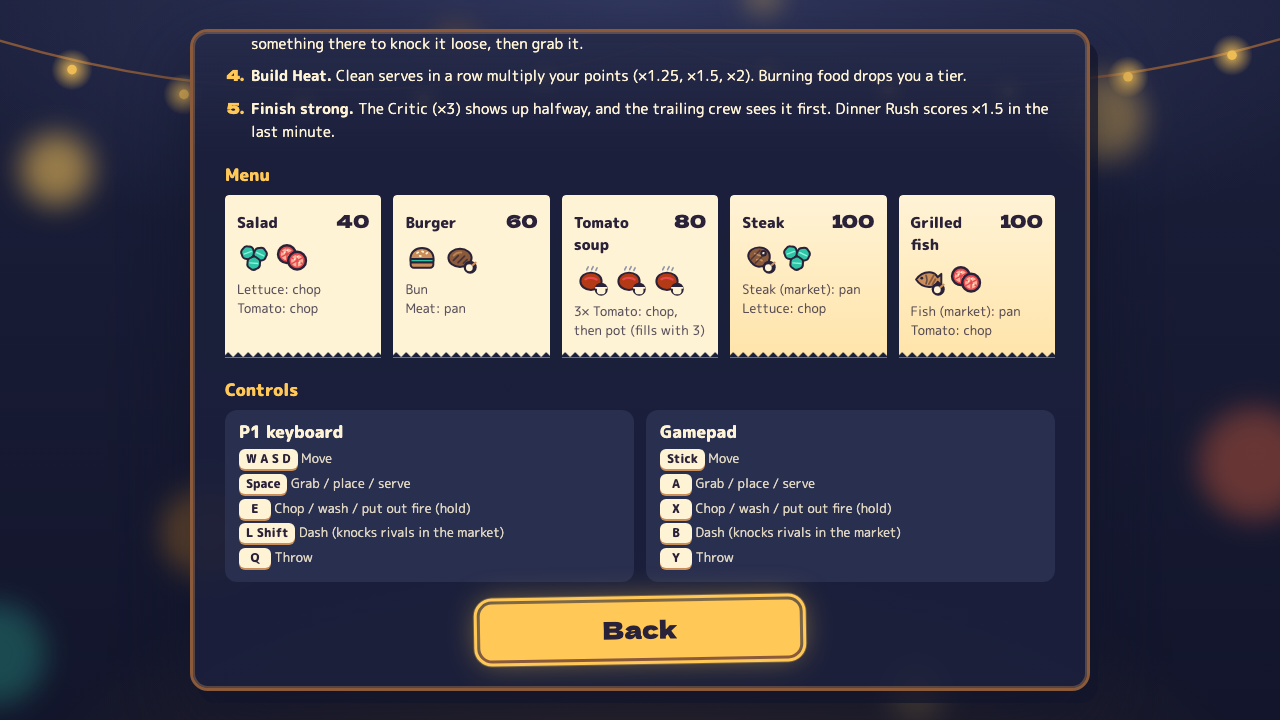 something there to knock it loose, then grab it.
4. Build Heat. Clean serves in a row multiply your points (×1.25, ×1.5, ×2). Burning food drops you a tier.
5. Finish strong. The Critic (×3) shows up halfway, and the trailing crew sees it first. Dinner Rush scores ×1.5 in the
last minute.
Menu
Salad 40
Lettuce: chop
Tomato: chop
Burger 60
Bun
Meat: pan
Tomato 80
soup
3× Tomato: chop,
then pot (fills with 3)
Steak 100
Steak (market): pan
Lettuce: chop
Grilled 100
fish
Fish (market): pan
Tomato: chop
Controls
P1 keyboard
W A S D Move
Space Grab / place / serve
E Chop / wash / put out fire (hold)
L Shift Dash (knocks rivals in the market)
Q Throw
Gamepad
Stick Move
A Grab / place / serve
X Chop / wash / put out fire (hold)
B Dash (knocks rivals in the market)
Y Throw
Back